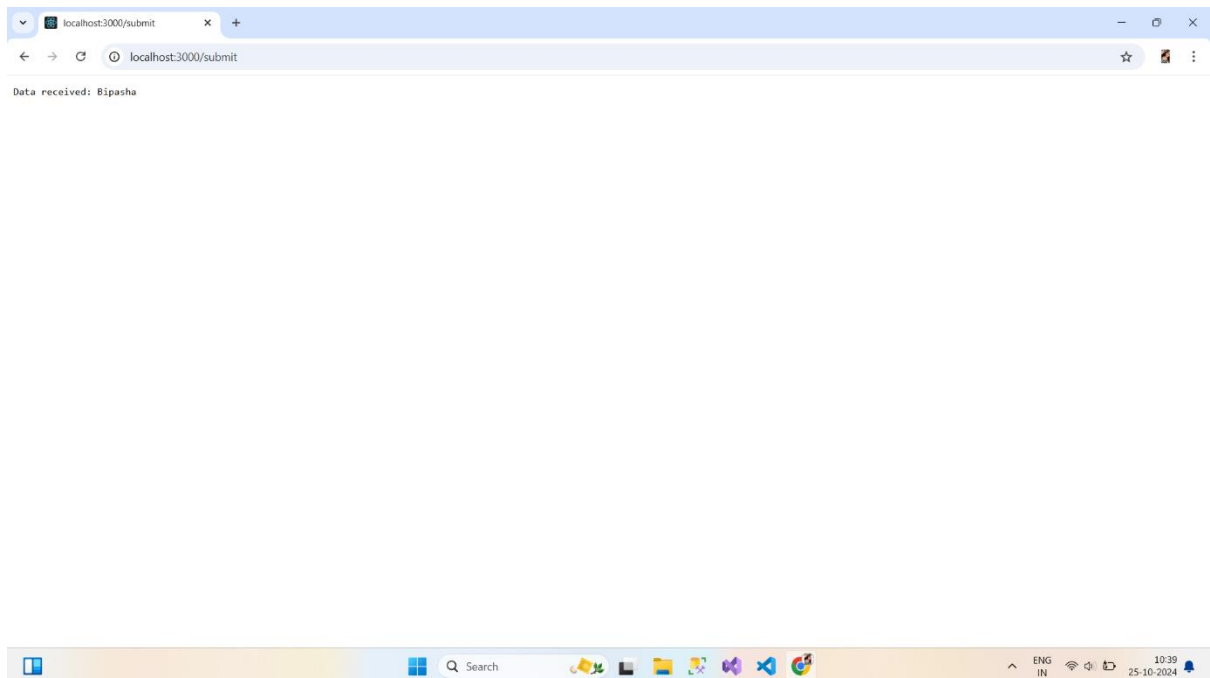 localhost:3000/submit
localhost:3000/submit
Data received: Bipasha
Search
ENG
IN
10:39
25-10-2024